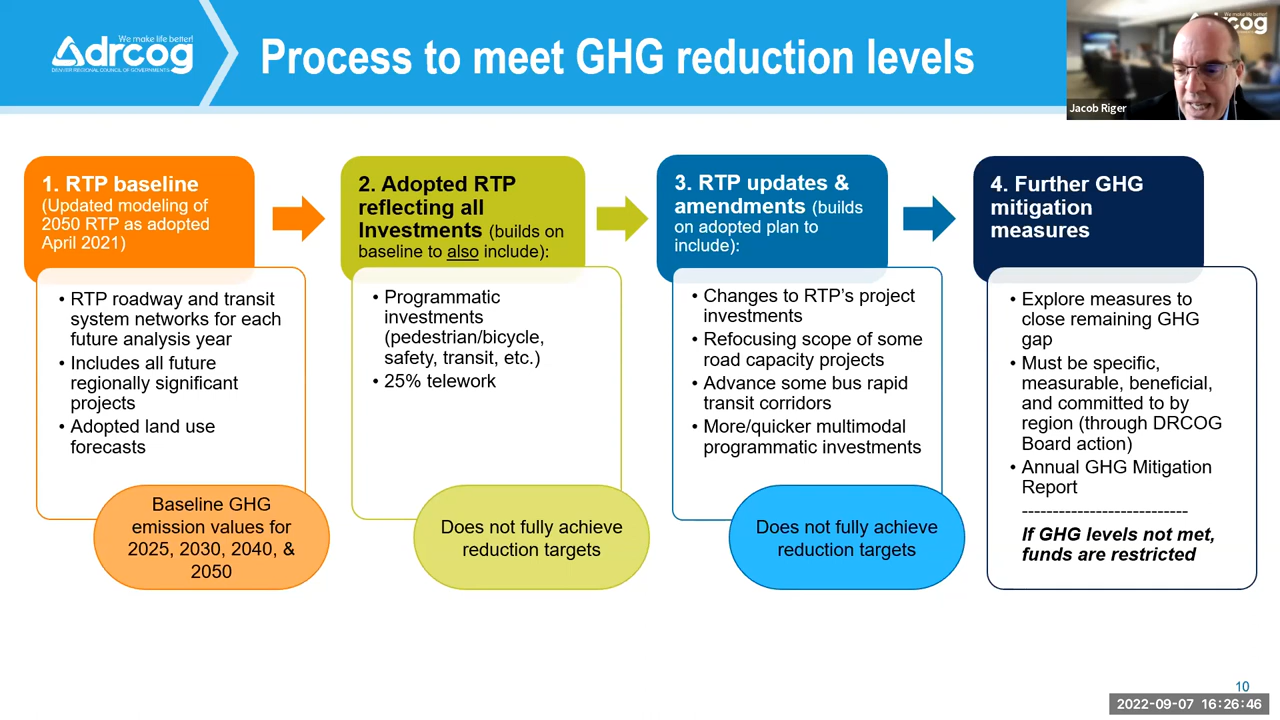 We make life better!
drcog
DENVER REGIONAL COUNCIL OF GOVERNMENTS
Process to meet GHG reduction levels
We make life better!
drcog
Jacob Riger
1. RTP baseline
(Updated modeling of
2050 RTP as adopted
April 2021)
• RTP roadway and transit
system networks for each
future analysis year
• Includes all future
regionally significant
projects
• Adopted land use
forecasts
Baseline GHG
emission values for
2025, 2030, 2040, &
2050
2. Adopted RTP
reflecting all
Investments (builds on
baseline to also include):
• Programmatic
investments
(pedestrian/bicycle,
safety, transit, etc.)
• 25% telework
Does not fully achieve
reduction targets
3. RTP updates &
amendments (builds
on adopted plan to
include):
• Changes to RTP's project
investments
• Refocusing scope of some
road capacity projects
• Advance some bus rapid
transit corridors
• More/quicker multimodal
programmatic investments
Does not fully achieve
reduction targets
4. Further GHG
mitigation
measures
• Explore measures to
close remaining GHG
gap
• Must be specific,
measurable, beneficial,
and committed to by
region (through DRCOG
Board action)
• Annual GHG Mitigation
Report
---------------------------
If GHG levels not met,
funds are restricted
10
2022-09-07 16:26:46